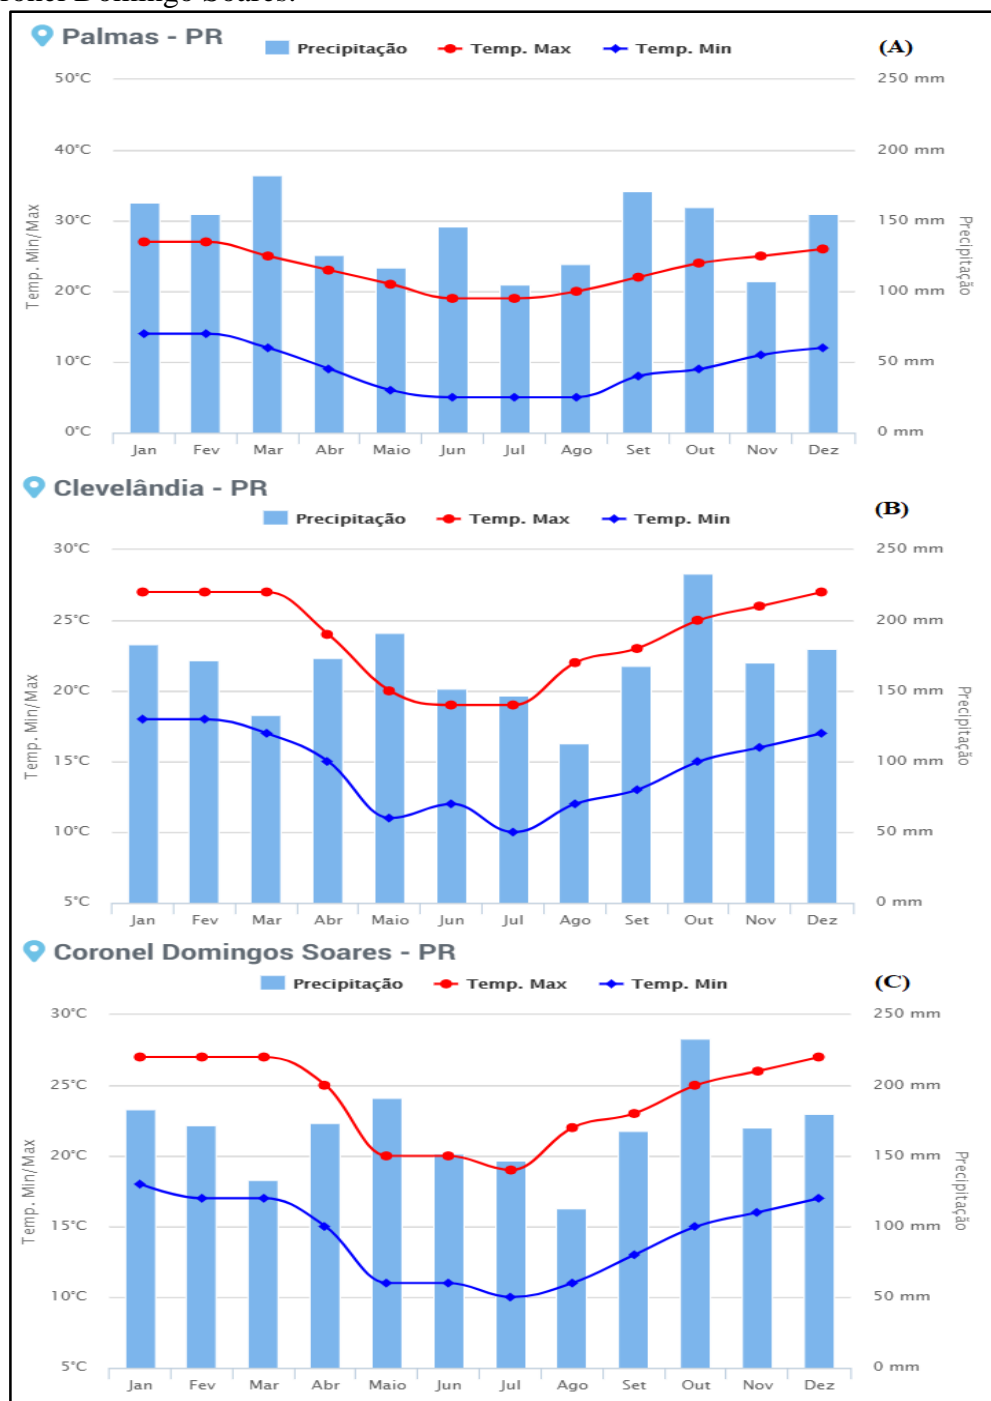 ronel Domingo Soares.
Palmas - PR
Precipitação Temp. Max Temp. Min (A)
50°C 250 mm
40°C 200 mm
30°C 150 mm
20°C 100 mm
10°C 50 mm
0°C 0 mm
Temp. Min/Max
Precipitação
Jan Fev Mar Abr Maio Jun Jul Ago Set Out Nov Dez
Clevelândia - PR
Precipitação Temp. Max Temp. Min (B)
30°C 250 mm
25°C 200 mm
20°C 150 mm
15°C 100 mm
10°C 50 mm
5°C 0 mm
Temp. Min/Max
Precipitação
Jan Fev Mar Abr Maio Jun Jul Ago Set Out Nov Dez
Coronel Domingos Soares - PR
Precipitação Temp. Max Temp. Min (C)
30°C 250 mm
25°C 200 mm
20°C 150 mm
15°C 100 mm
10°C 50 mm
5°C 0 mm
Temp. Min/Max
Precipitação
Jan Fev Mar Abr Maio Jun Jul Ago Set Out Nov Dez